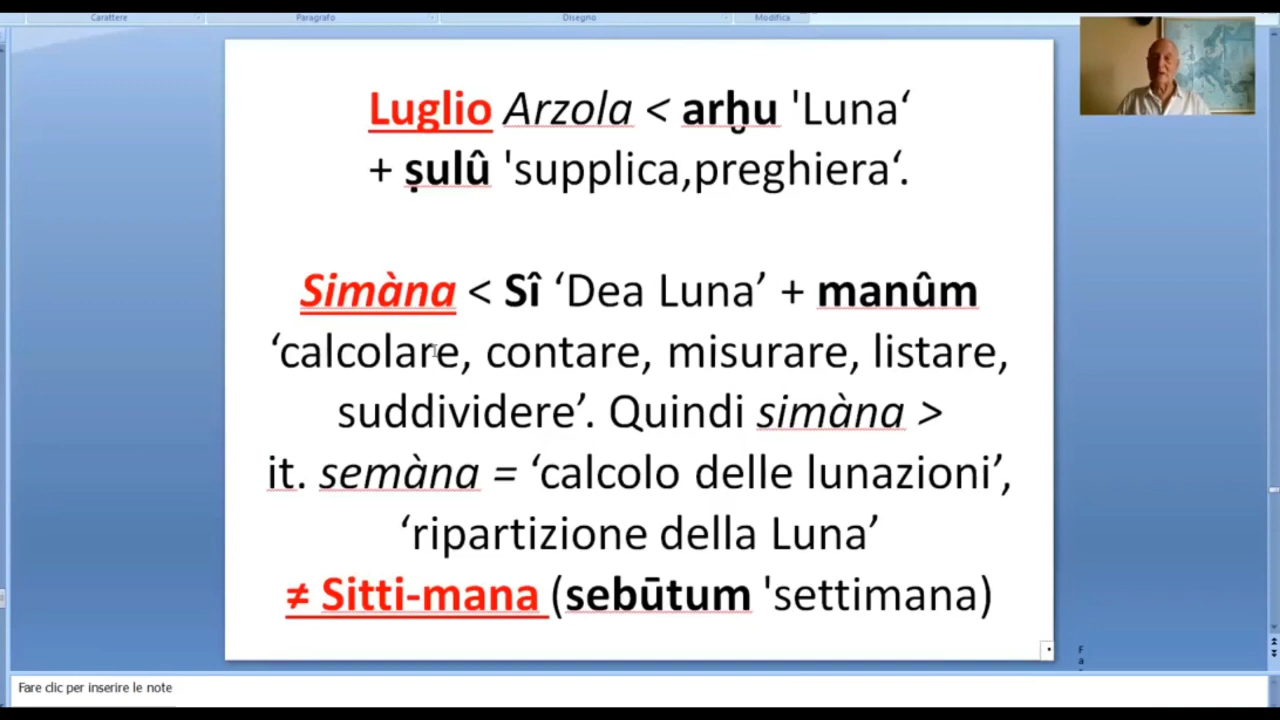 Carattere Paragrafo Disegno Modifica
Luglio Arzola < arḫu 'Luna‘
+ ṣulû 'supplica,preghiera‘.
Simàna < Sî ‘Dea Luna’ + manûm
‘calcolare, contare, misurare, listare,
suddividere’. Quindi simàna >
it. semàna = ‘calcolo delle lunazioni’,
‘ripartizione della Luna’
≠ Sitti-mana (sebūtum 'settimana)
F
a
Fare clic per inserire le note